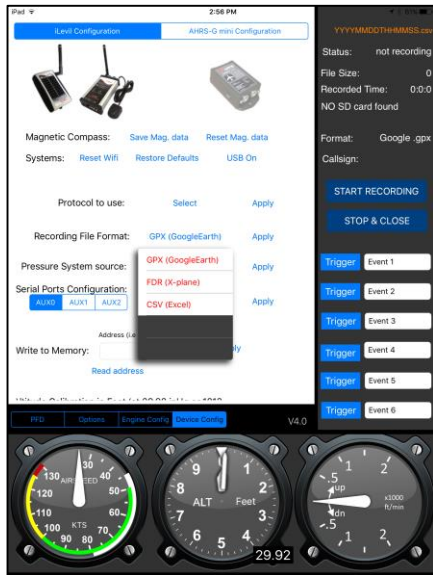 iPad
2:56 PM
51%
iLevil Configuration
AHRS-G mini Configuration
Magnetic Compass: Save Mag. data Reset Mag. data
Systems: Reset Wifi Restore Defaults USB On
Protocol to use: Select Apply
Recording File Format: GPX (GoogleEarth) Apply
GPX (GoogleEarth)
FDR (X-plane)
CSV (Excel)
Pressure System source: Apply
Serial Ports Configuration:
AUX0 AUX1 AUX2 Apply
Address (i.e
Write to Memory:
Read address
PFD Options Engine Config Device Config V4.0
YYYYMMDDTHHMMSS.csv
Status: not recording
File Size: 0
Recorded Time: 0:0:0
NO SD card found
Format: Google .gpx
Callsign:
START RECORDING
STOP & CLOSE
Trigger Event 1
Trigger Event 2
Trigger Event 3
Trigger Event 4
Trigger Event 5
Trigger Event 6
30
130 AIRSPEED 40
120 50
110 60
100 KTS 70
90 80
9 1
8 2
ALT Feet
7 3
6 5 4
29.92
1 2
.5 up
x1000
ft/min
dn
.5
1 2